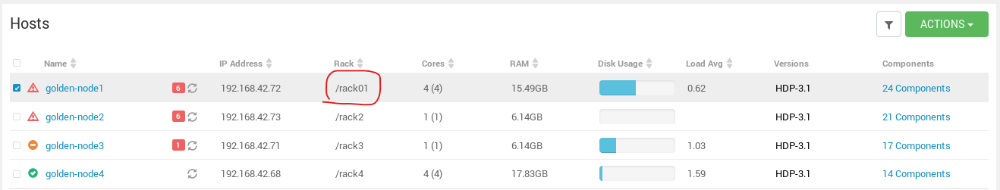 Hosts
ACTIONS
Name IP Address Rack Cores RAM Disk Usage Load Avg Versions Components
golden-node1 6 192.168.42.72 /rack01 4 (4) 15.49GB 0.62 HDP-3.1 24 Components
golden-node2 6 192.168.42.73 /rack2 1 (1) 6.14GB HDP-3.1 21 Components
golden-node3 1 192.168.42.71 /rack3 1 (1) 6.14GB 1.03 HDP-3.1 17 Components
golden-node4 192.168.42.68 /rack4 4 (4) 17.83GB 1.59 HDP-3.1 14 Components